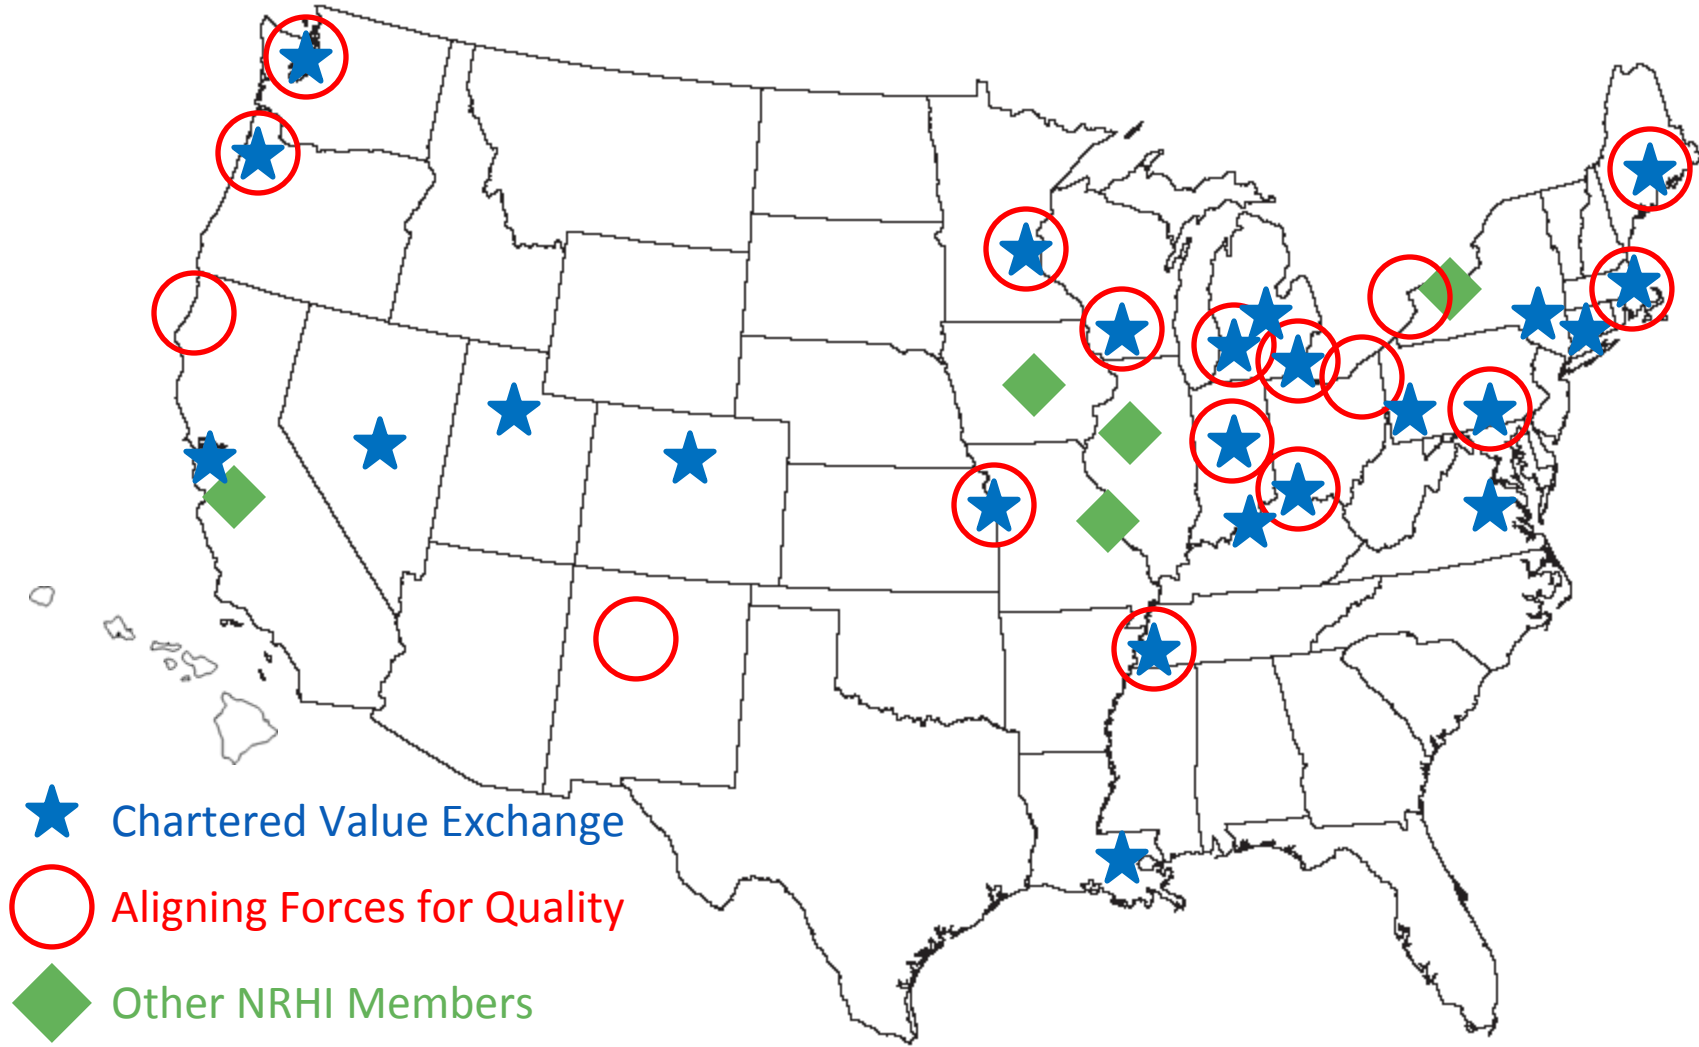 Chartered Value Exchange
Aligning Forces for Quality
Other NRHI Members